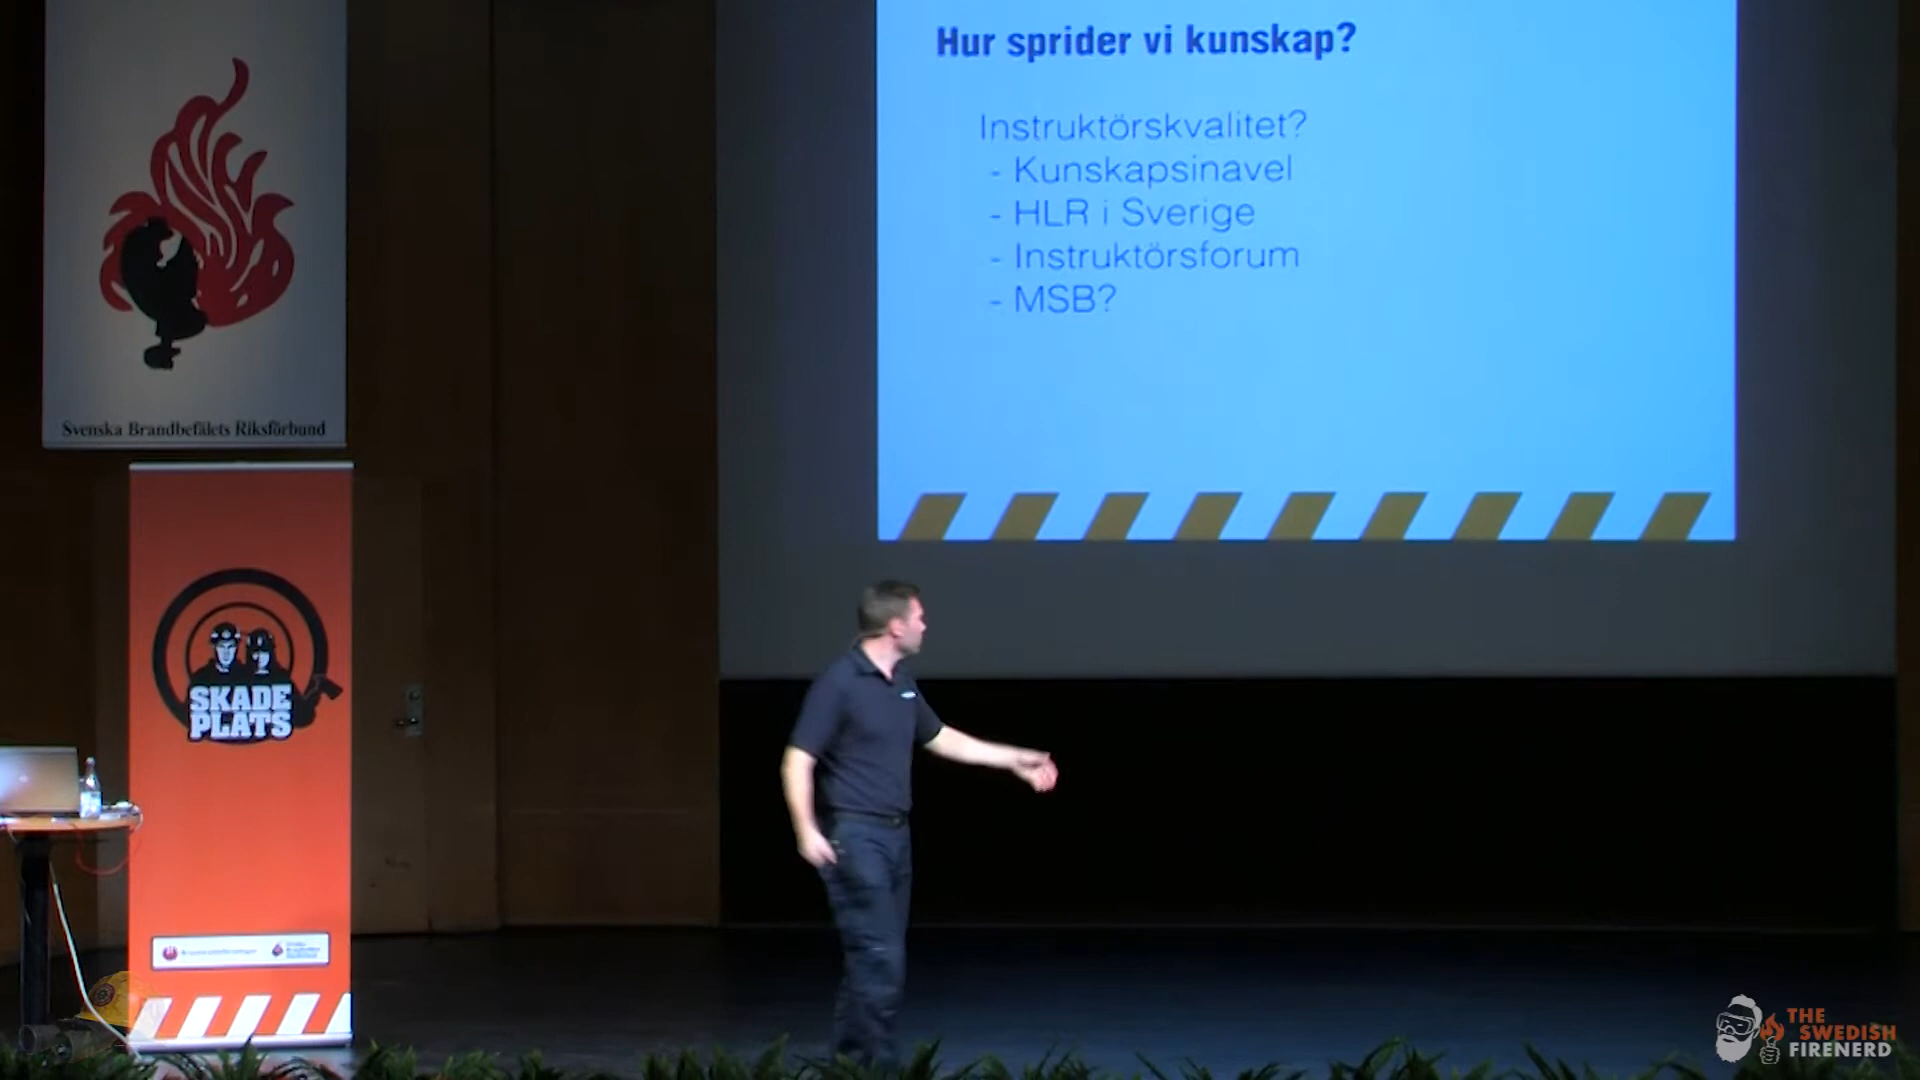 Hur sprider vi kunskap?
Instruktörskvalitet?
- Kunskapsinavel
- HLR i Sverige
- Instruktörsforum
- MSB?
Svenska Brandbefälets Riksförbund
SKADE
PLATS
THE
SWEDISH
FIRENERD